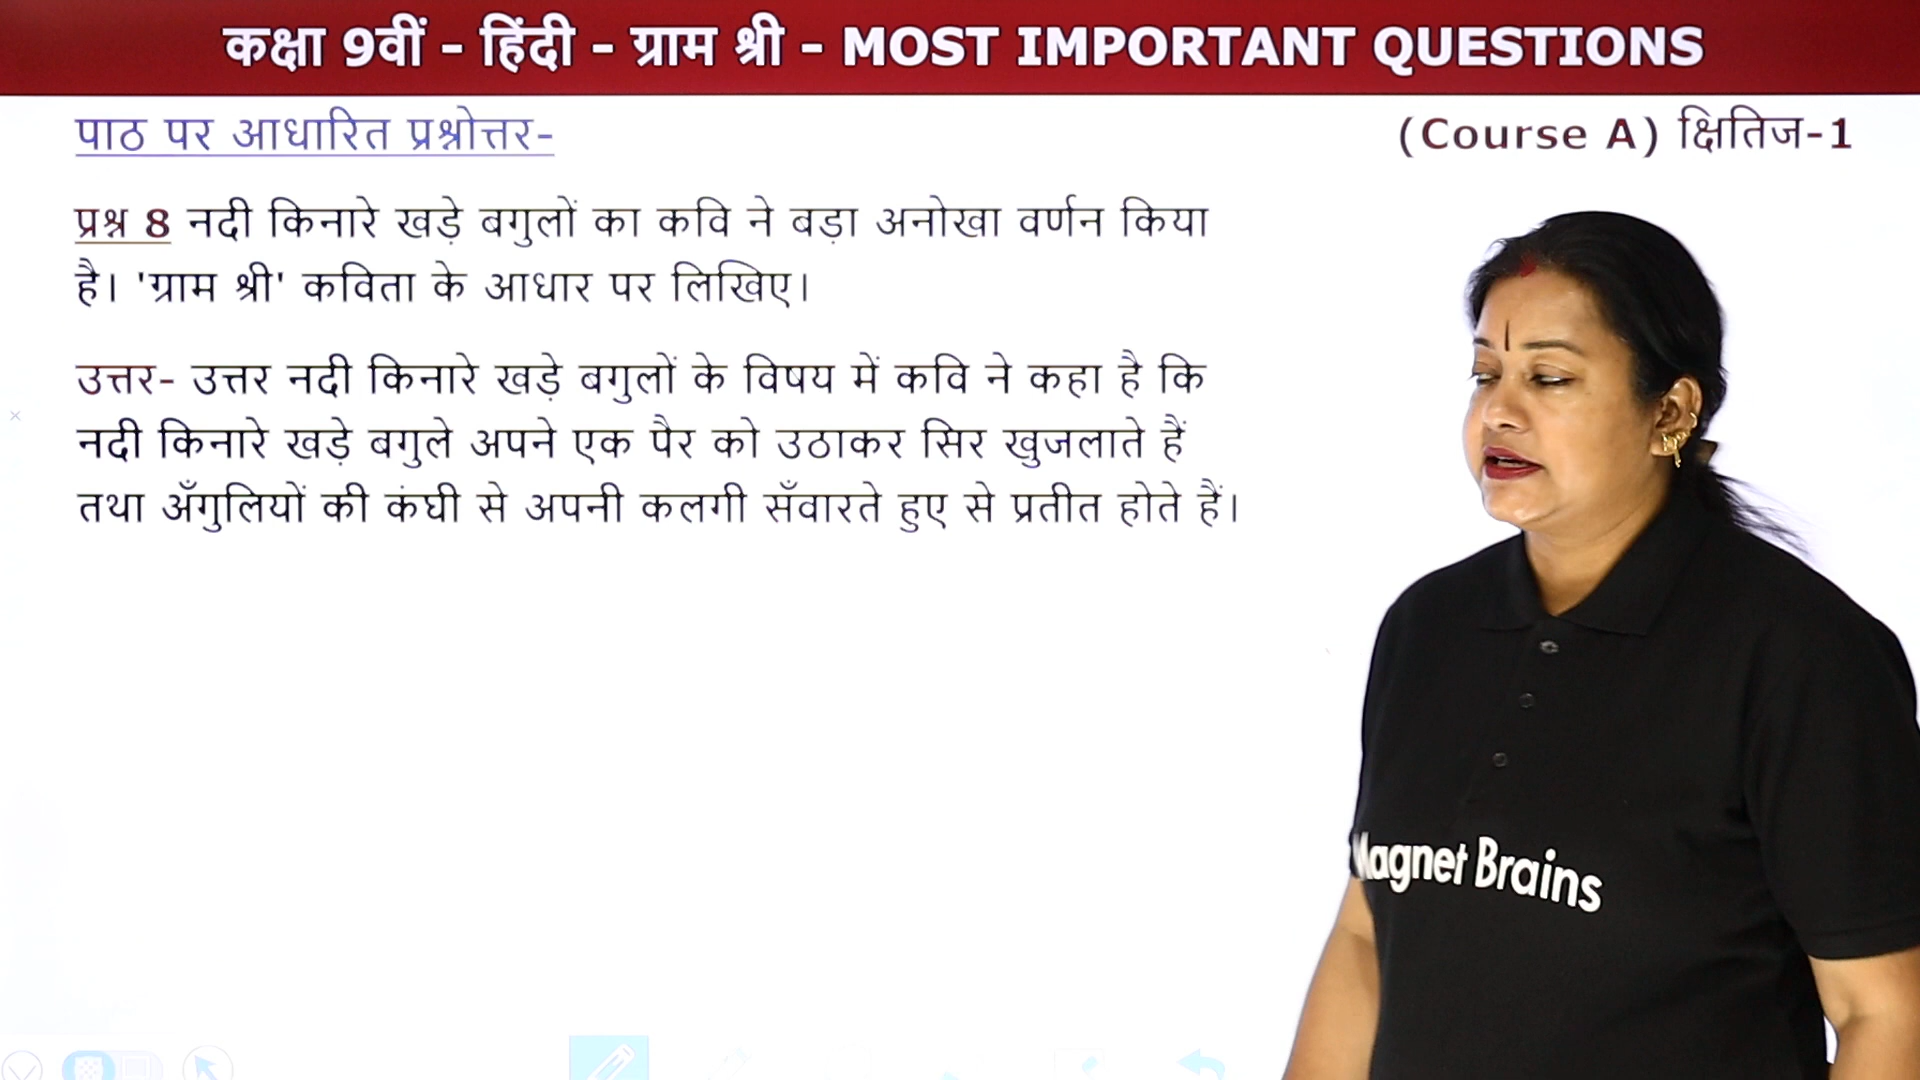 कक्षा 9वीं - हिंदी - ग्राम श्री - MOST IMPORTANT QUESTIONS
पाठ पर आधारित प्रश्नोत्तर-
(Course A) क्षितिज-1
प्रश्न 8 नदी किनारे खड़े बगुलों का कवि ने बड़ा अनोखा वर्णन किया
है। 'ग्राम श्री' कविता के आधार पर लिखिए।
उत्तर- उत्तर नदी किनारे खड़े बगुलों के विषय में कवि ने कहा है कि
नदी किनारे खड़े बगुले अपने एक पैर को उठाकर सिर खुजलाते हैं
तथा अँगुलियों की कंघी से अपनी कलगी सँवारते हुए से प्रतीत होते हैं।
Magnet Brains